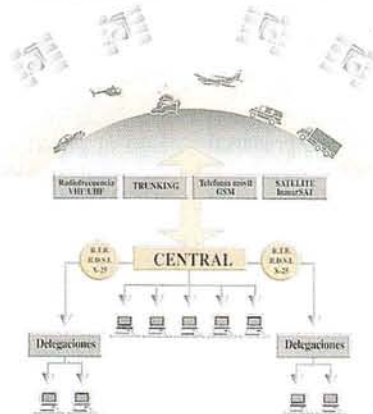 Radiofrecuencia
VHF/UHF
TRUNKING
Telefonía móvil
GSM
SATELITE
InmarSAT
R.T.B.
R.D.S.I.
X-25
CENTRAL
R.T.B.
R.D.S.I.
X-25
Delegaciones
Delegaciones